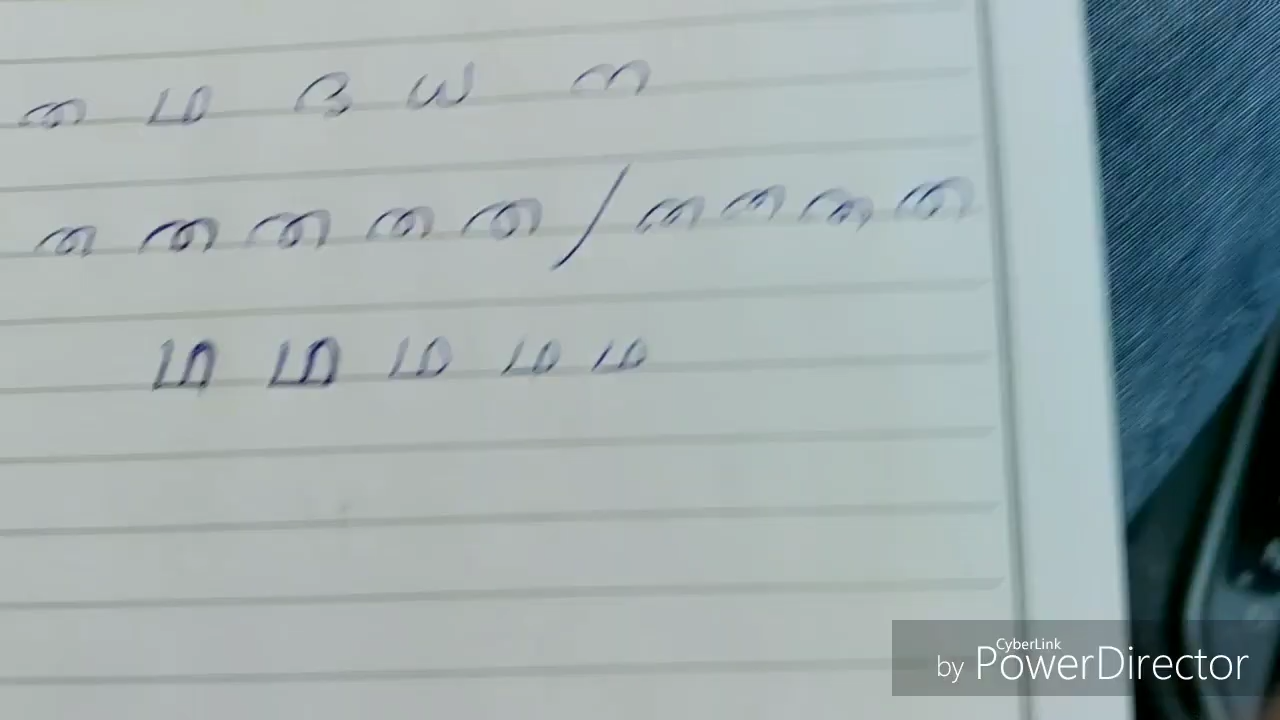 ത ഥ ദ ധ ന
ത ത ത ത ത / ത ത ത ത
ഥ ഥ ഥ ഥ ഥ
CyberLink
by PowerDirector